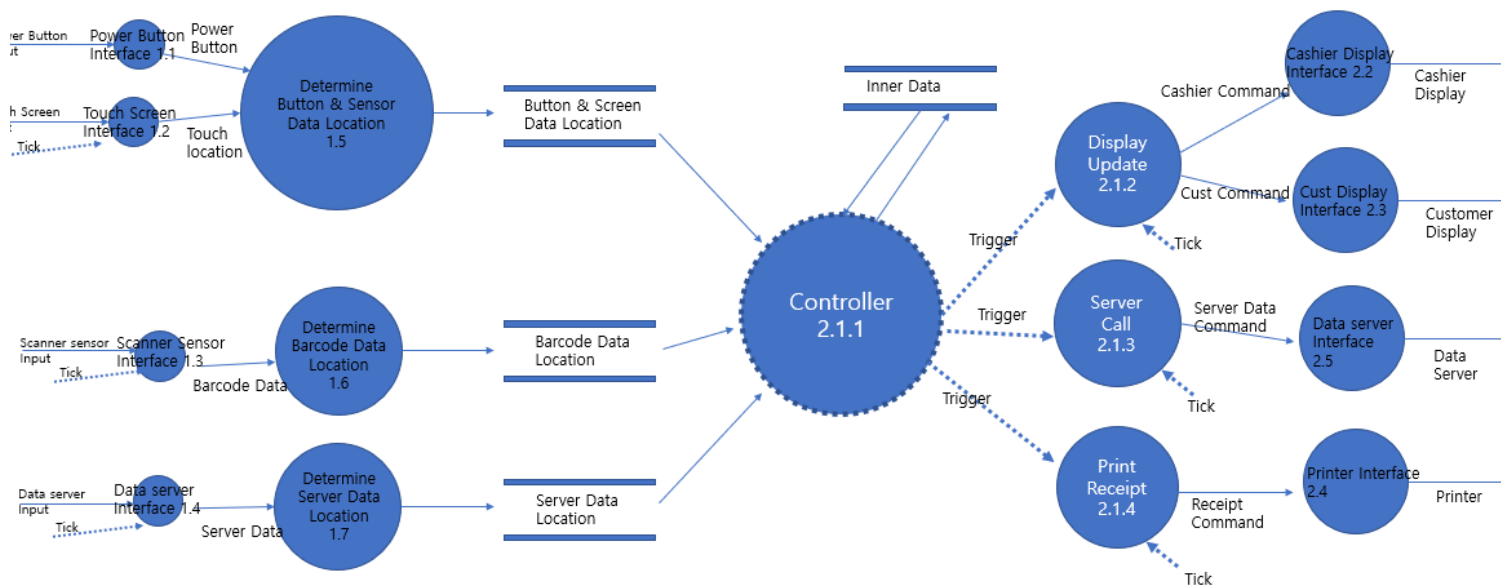 Power Button
Interface 1.1
Power
Button
Touch Screen
Interface 1.2
Tick
Touch
location
Determine
Button & Sensor
Data Location
1.5
Button & Screen
Data Location
Inner Data
Scanner sensor
Input
Tick
Scanner Sensor
Interface 1.3
Barcode Data
Determine
Barcode Data
Location
1.6
Barcode Data
Location
Data server
Input
Tick
Data server
Interface 1.4
Server Data
Determine
Server Data
Location
1.7
Server Data
Location
Controller
2.1.1
Trigger
Trigger
Trigger
Display
Update
2.1.2
Tick
Cashier Command
Cust Command
Cashier Display
Interface 2.2
Cashier
Display
Cust Display
Interface 2.3
Customer
Display
Server
Call
2.1.3
Tick
Server Data
Command
Data server
Interface
2.5
Data
Server
Print
Receipt
2.1.4
Tick
Receipt
Command
Printer Interface
2.4
Printer